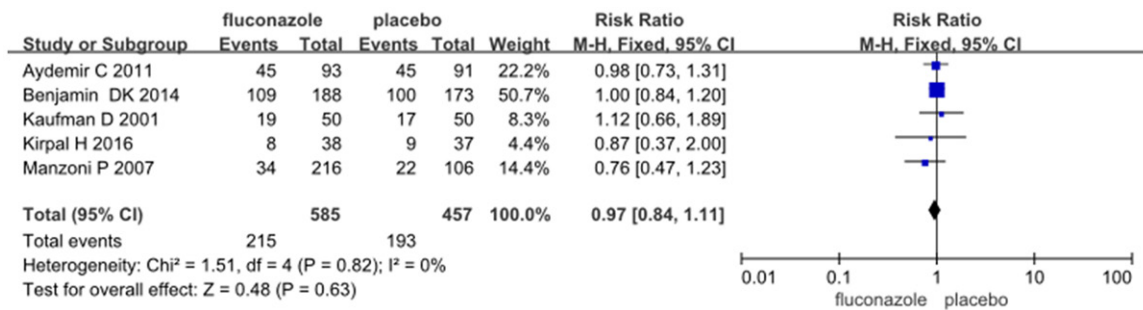 fluconazole placebo Risk Ratio Risk Ratio
Study or Subgroup Events Total Events Total Weight M-H, Fixed, 95% CI M-H, Fixed, 95% CI
Aydemir C 2011 45 93 45 91 22.2% 0.98 [0.73, 1.31]
Benjamin DK 2014 109 188 100 173 50.7% 1.00 [0.84, 1.20]
Kaufman D 2001 19 50 17 50 8.3% 1.12 [0.66, 1.89]
Kirpal H 2016 8 38 9 37 4.4% 0.87 [0.37, 2.00]
Manzoni P 2007 34 216 22 106 14.4% 0.76 [0.47, 1.23]
Total (95% CI) 585 457 100.0% 0.97 [0.84, 1.11]
Total events 215 193
Heterogeneity: Chi² = 1.51, df = 4 (P = 0.82); I² = 0%
Test for overall effect: Z = 0.48 (P = 0.63)
0.01 0.1 1 10 100
fluconazole placebo